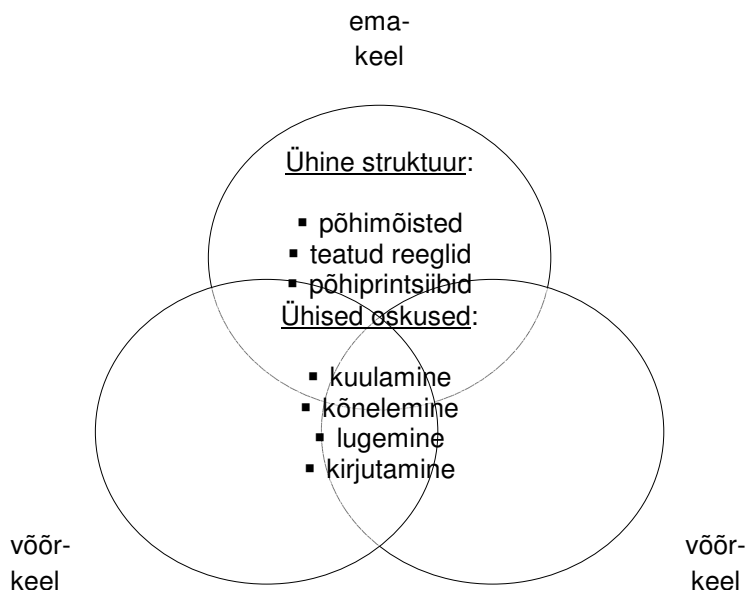 ema-
keel
Ühine struktuur:
▪ põhimõisted
▪ teatud reeglid
▪ põhiprintsiibid
Ühised oskused:
▪ kuulamine
▪ kõnelemine
▪ lugemine
▪ kirjutamine
võõr-
keel
võõr-
keel